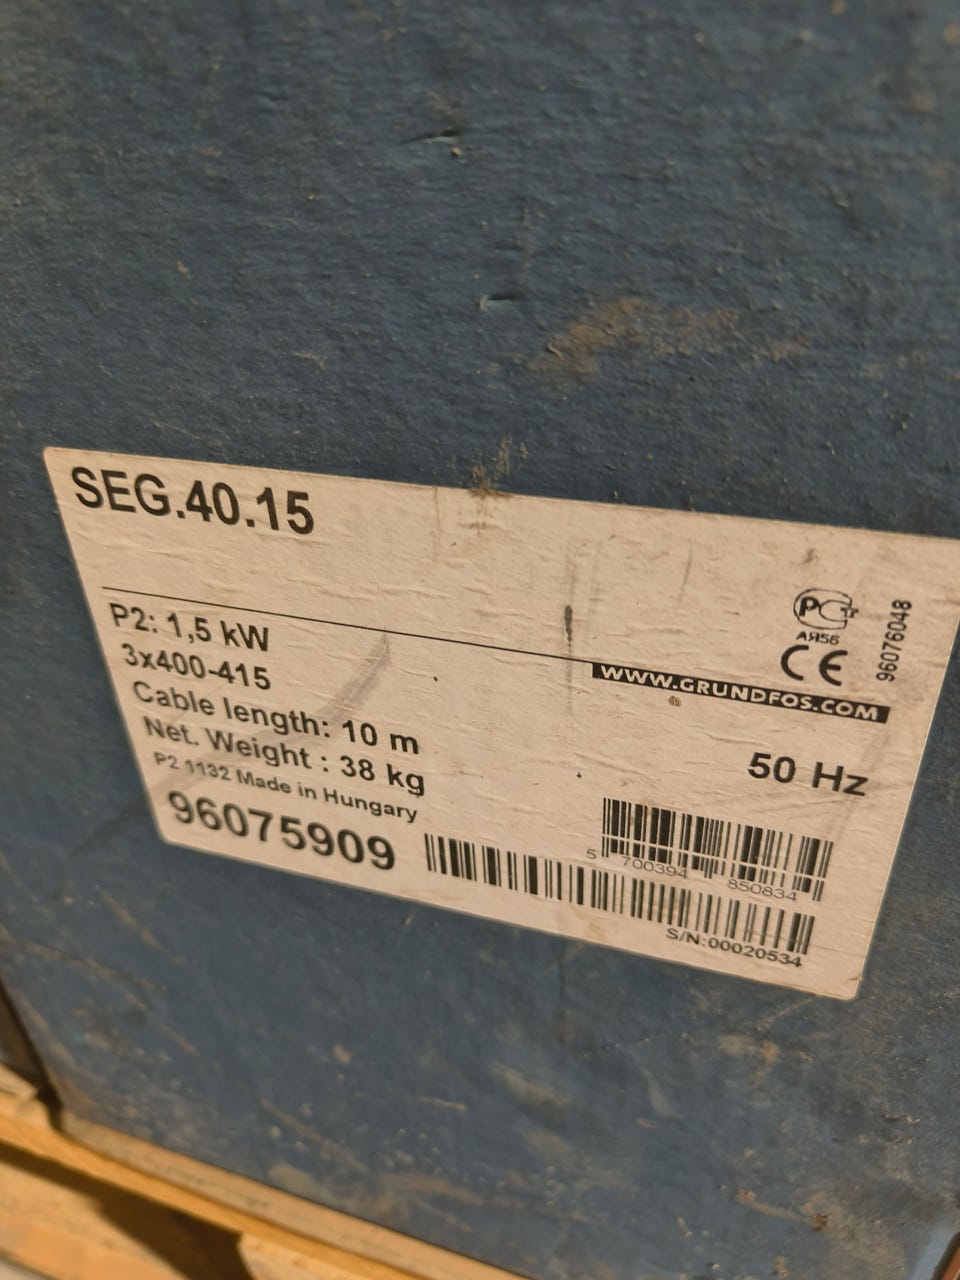 SEG.40.15
P2: 1,5 kW
3x400-415
Cable length: 10 m
Net. Weight : 38 kg
P2 1132 Made in Hungary
96075909
РС
АЯ56
CE
96076048
WWW.GRUNDFOS.COM
50 Hz
5 700394 850834
S/N:00020534